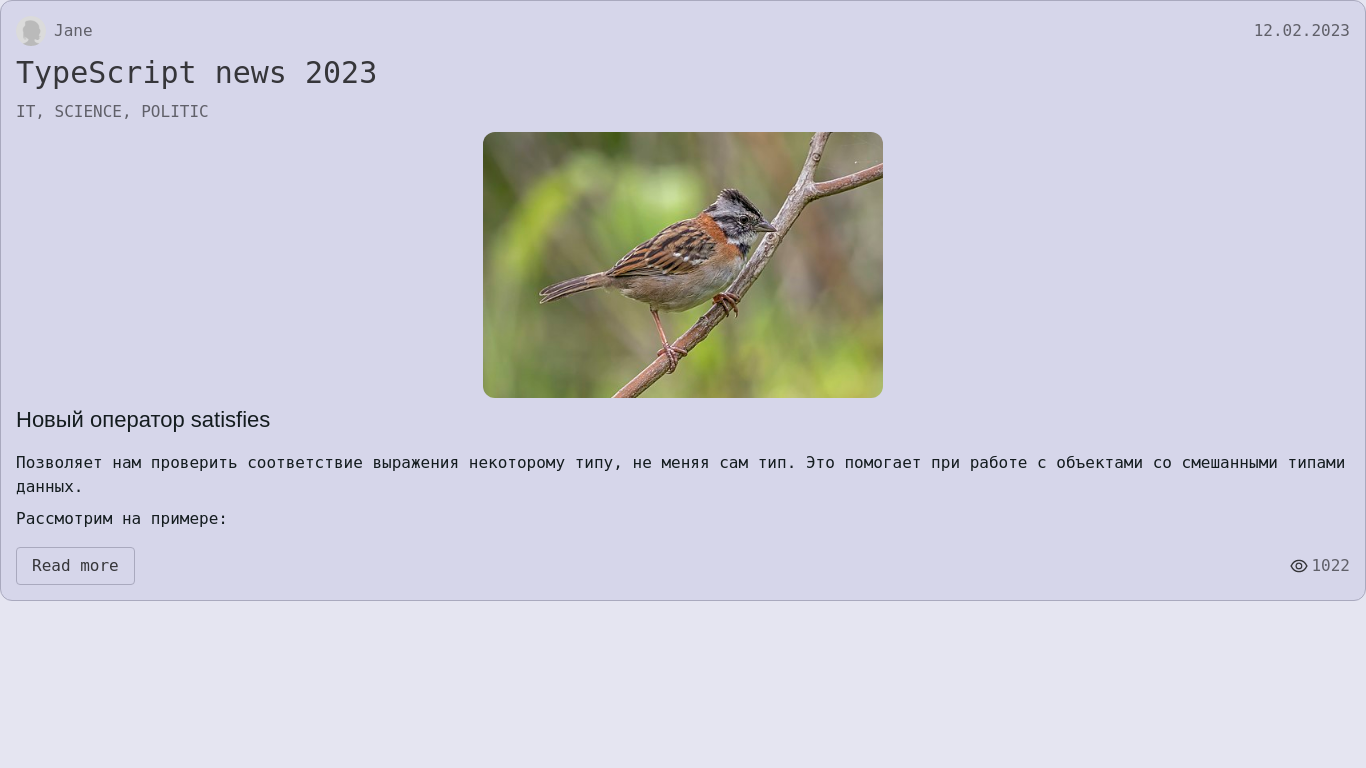 Jane
12.02.2023
TypeScript news 2023
IT, SCIENCE, POLITIC
Новый оператор satisfies
Позволяет нам проверить соответствие выражения некоторому типу, не меняя сам тип. Это помогает при работе с объектами со смешанными типами
данных.
Рассмотрим на примере:
Read more
1022